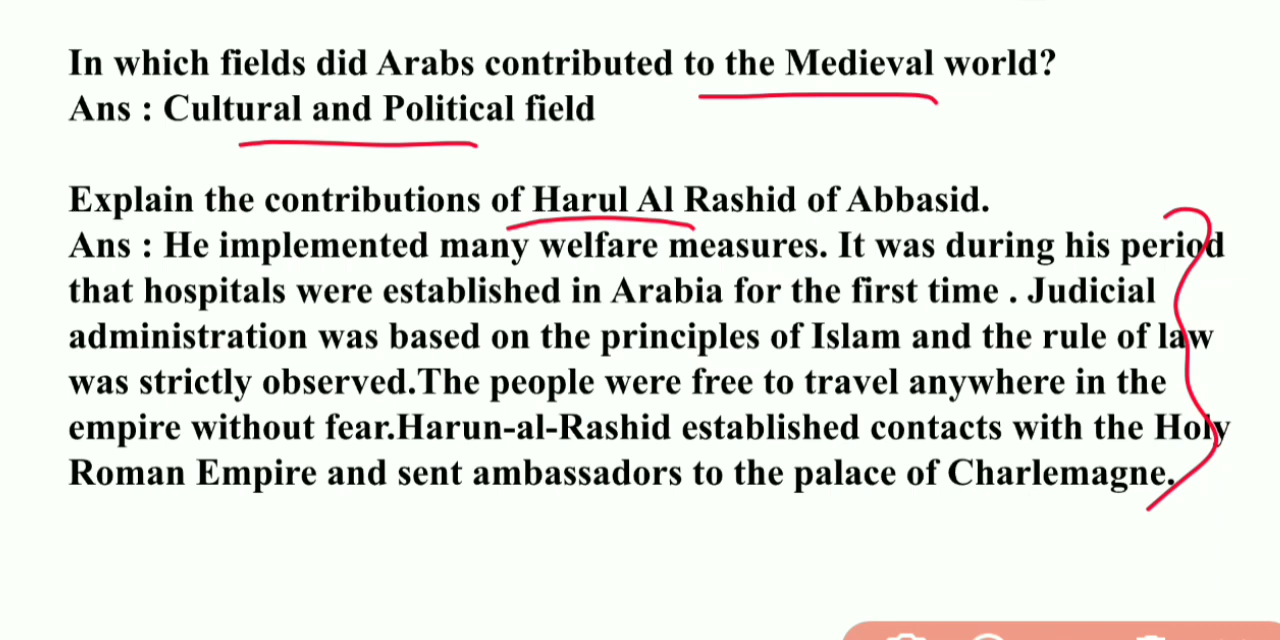 In which fields did Arabs contributed to the Medieval world?
Ans : Cultural and Political field
Explain the contributions of Harul Al Rashid of Abbasid.
Ans : He implemented many welfare measures. It was during his period
that hospitals were established in Arabia for the first time . Judicial
administration was based on the principles of Islam and the rule of law
was strictly observed.The people were free to travel anywhere in the
empire without fear.Harun-al-Rashid established contacts with the Holy
Roman Empire and sent ambassadors to the palace of Charlemagne.